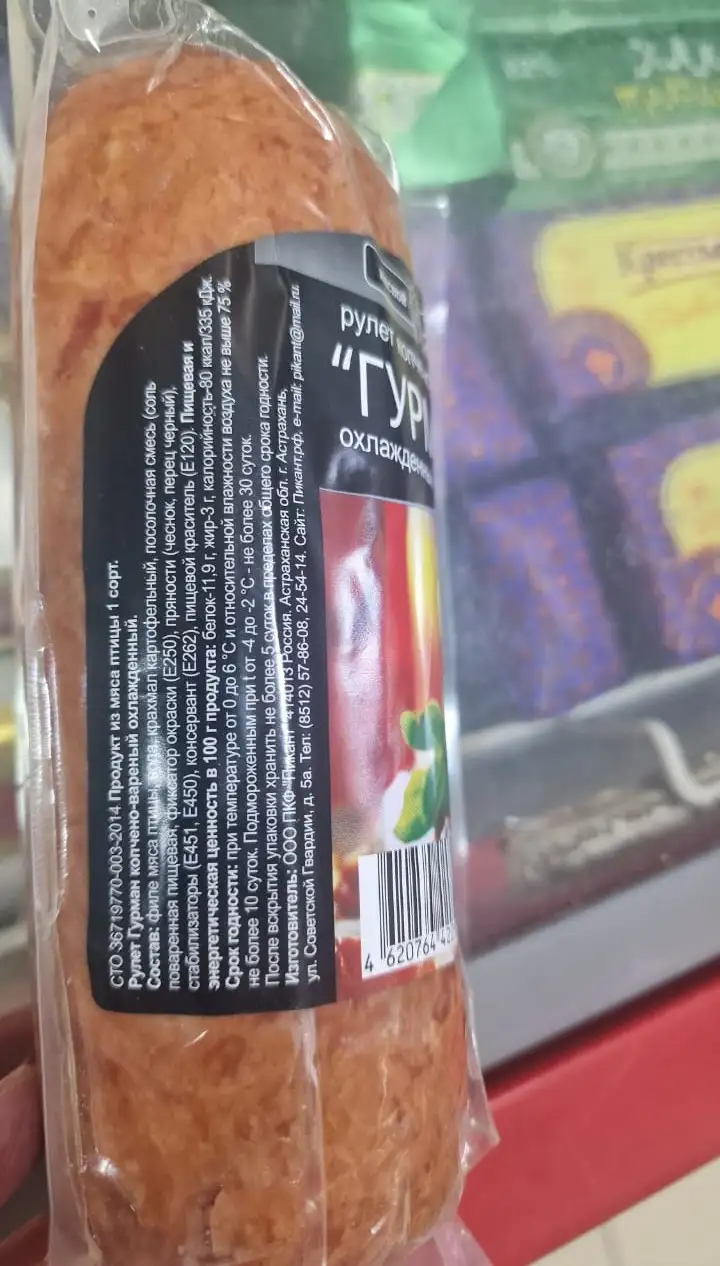 СТО 36719770-003-2014 Продукт из мяса птицы 1 сорт.
Рулет Гурман копчено-вареный охлажденный.
Состав: филе мяса птицы, вода, крахмал картофельный, посолочная смесь (соль
поваренная пищевая, фиксатор окраски (Е250), пряности (чеснок, перец черный),
стабилизаторы (Е451, Е450), консервант (Е262), пищевой краситель (Е120). Пищевая и
энергетическая ценность в 100 г продукта: белок-11,9 г, жир-3 г, калорийность-80 ккал/335 кДж.
Срок годности: при температуре от 0 до 6 °С и относительной влажности воздуха не выше 75 %
не более 10 суток. Подмороженным при t от -4 до -2 °С - не более 30 суток.
После вскрытия упаковки хранить не более 5 суток в пределах общего срока годности.
Изготовитель: ООО ПКФ "Пикант" 414013 Россия, Астраханская обл. г. Астрахань,
ул. Советской Гвардии, д. 5а. Тел: (8512) 57-86-08, 24-54-14. Сайт: Пикант.рф, e-mail: pikant@mail.ru.
рулет
"ГУР
охлажденн
4 620764 42